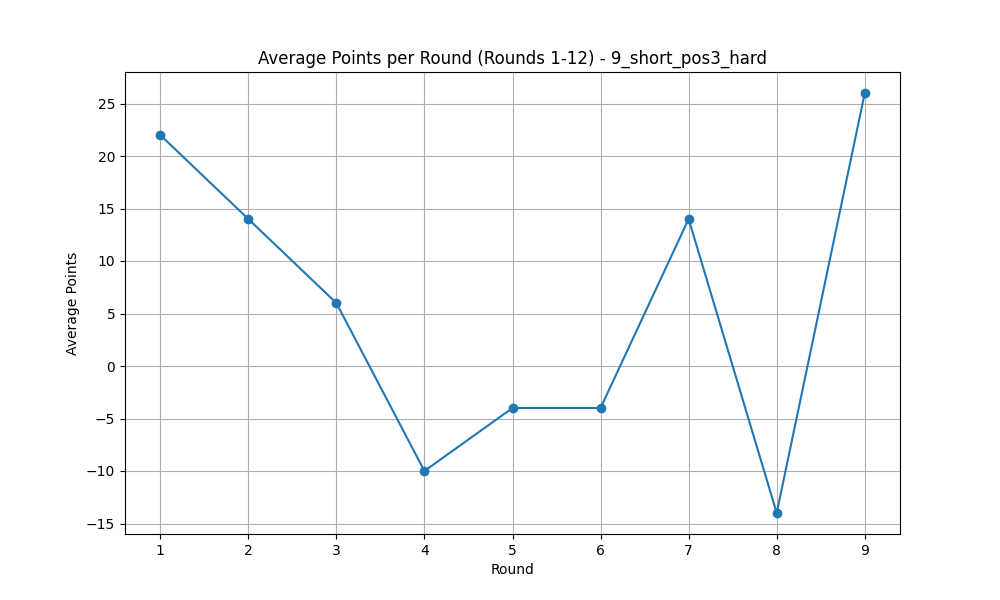 Average Points per Round (Rounds 1-12) - 9_short_pos3_hard
Average Points
25
20
15
10
5
0
−5
−10
−15
1 2 3 4 5 6 7 8 9
Round